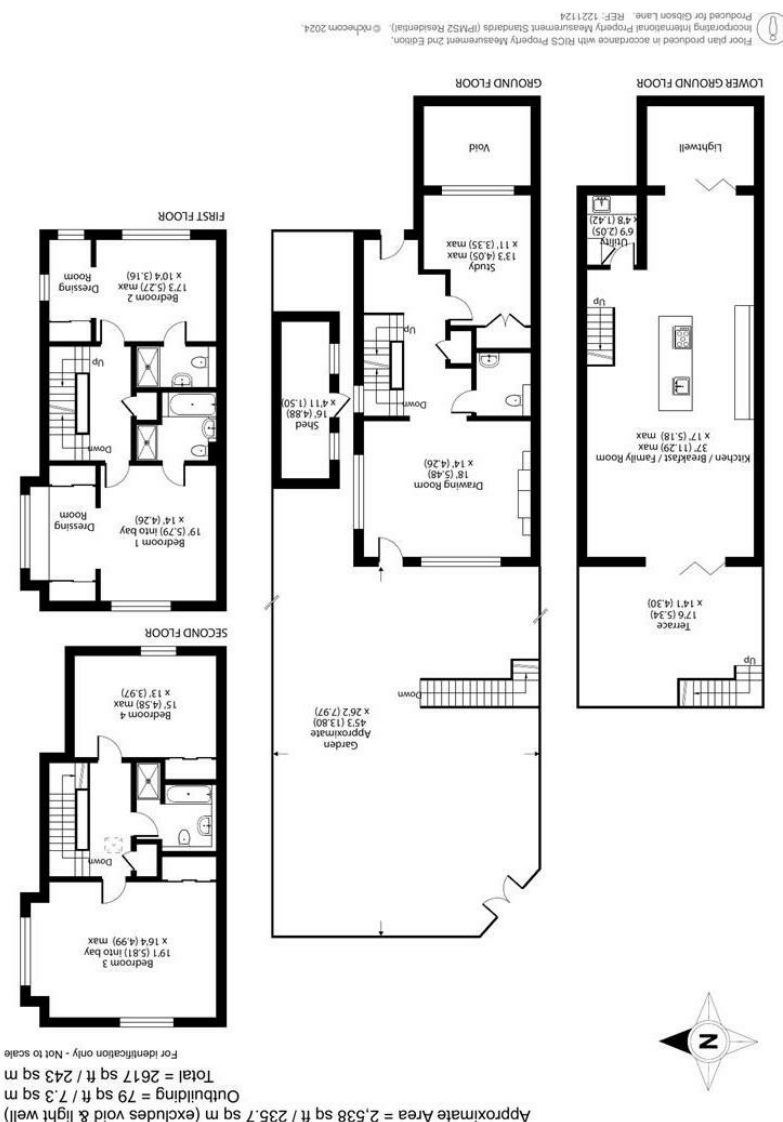 Approximate Area = 2,538 sq ft / 235.7 sq m (excludes void & light well)
Outbuilding = 79 sq ft / 7.3 sq m
Total = 2617 sq ft / 243 sq m
For identification only - Not to scale
N
Up
Terrace
17'6 (5.34)
x 14'1 (4.30)
Kitchen / Breakfast / Family Room
37' (11.29) max
x 17' (5.18) max
Up
Utility
6'9 (2.05)
x 4'8 (1.42)
Lightwell
LOWER GROUND FLOOR
Garden
Approximate
45'3 (13.80)
x 26'2 (7.97)
Down
Drawing Room
18' (5.48)
x 14' (4.26)
Down
Up
Shed
16' (4.88)
x 4'11 (1.50)
Study
13'3 (4.05) max
x 11' (3.35) max
Void
GROUND FLOOR
Bedroom 3
19'1 (5.81) into bay
x 16'4 (4.99) max
Down
Bedroom 4
15' (4.58) max
x 13' (3.97)
SECOND FLOOR
Bedroom 1
19' (5.79) into bay
x 14' (4.26)
Dressing
Room
Down
Up
Bedroom 2
17'3 (5.27) max
x 10'4 (3.16)
Dressing
Room
FIRST FLOOR
Floor plan produced in accordance with RICS Property Measurement 2nd Edition,
Incorporating International Property Measurement Standards (IPMS2 Residential). © nichecom 2024.
Produced for Gibson Lane. REF: 1221124